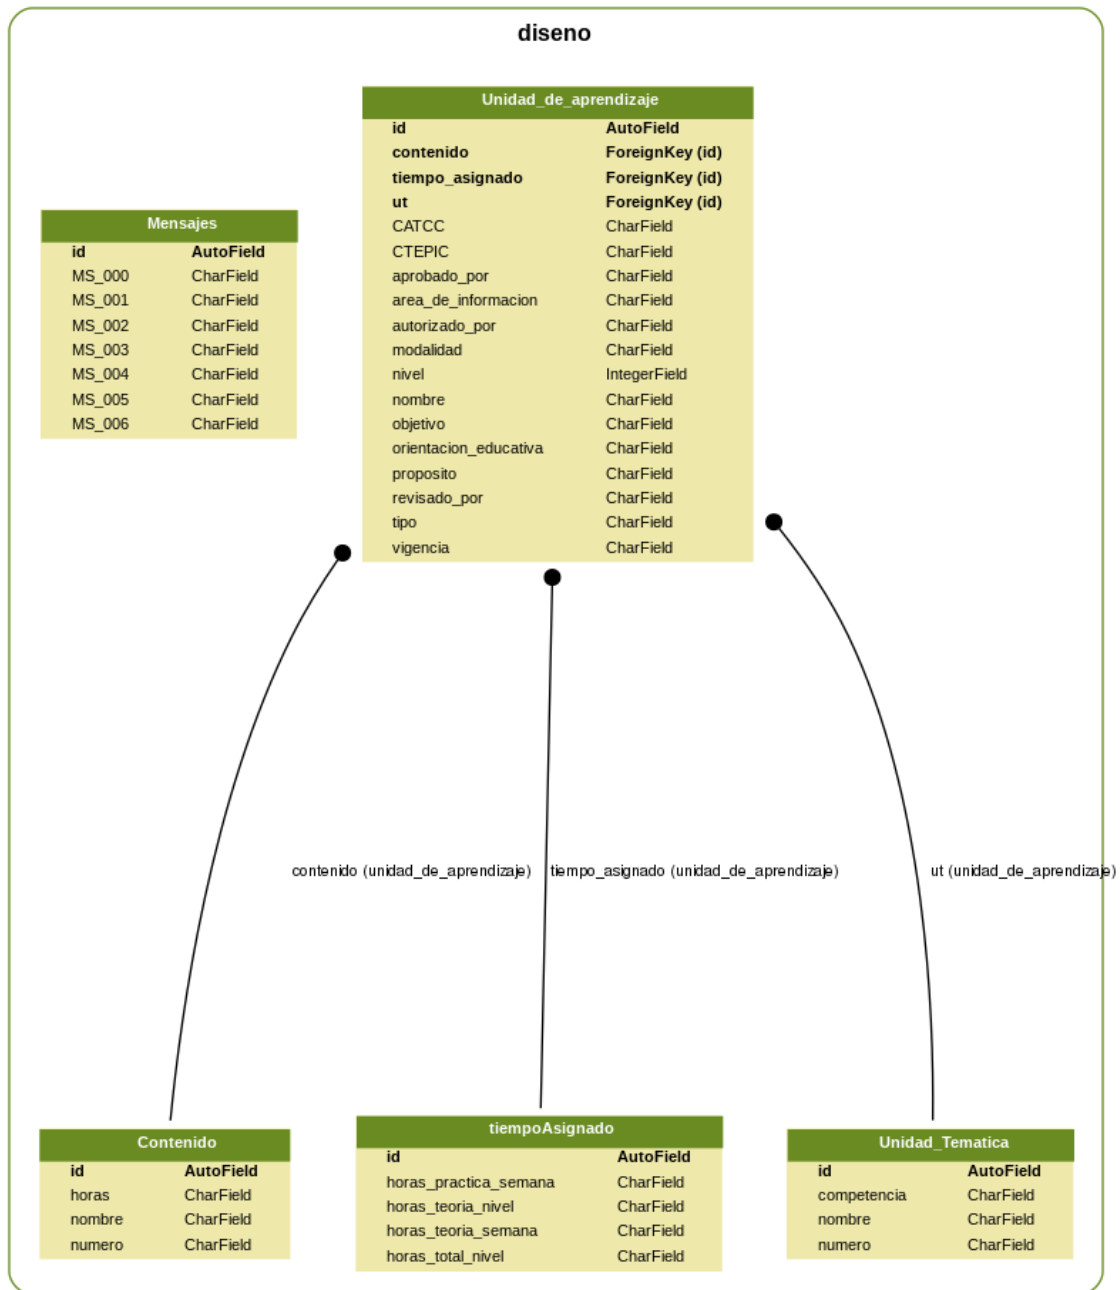 diseno
Unidad_de_aprendizaje
id AutoField
contenido ForeignKey (id)
tiempo_asignado ForeignKey (id)
ut ForeignKey (id)
CATCC CharField
CTEPIC CharField
aprobado_por CharField
area_de_informacion CharField
autorizado_por CharField
modalidad CharField
nivel IntegerField
nombre CharField
objetivo CharField
orientacion_educativa CharField
proposito CharField
revisado_por CharField
tipo CharField
vigencia CharField
Mensajes
id AutoField
MS_000 CharField
MS_001 CharField
MS_002 CharField
MS_003 CharField
MS_004 CharField
MS_005 CharField
MS_006 CharField
contenido (unidad_de_aprendizaje)
tiempo_asignado (unidad_de_aprendizaje)
ut (unidad_de_aprendizaje)
Contenido
id AutoField
horas CharField
nombre CharField
numero CharField
tiempoAsignado
id AutoField
horas_practica_semana CharField
horas_teoria_nivel CharField
horas_teoria_semana CharField
horas_total_nivel CharField
Unidad_Tematica
id AutoField
competencia CharField
nombre CharField
numero CharField